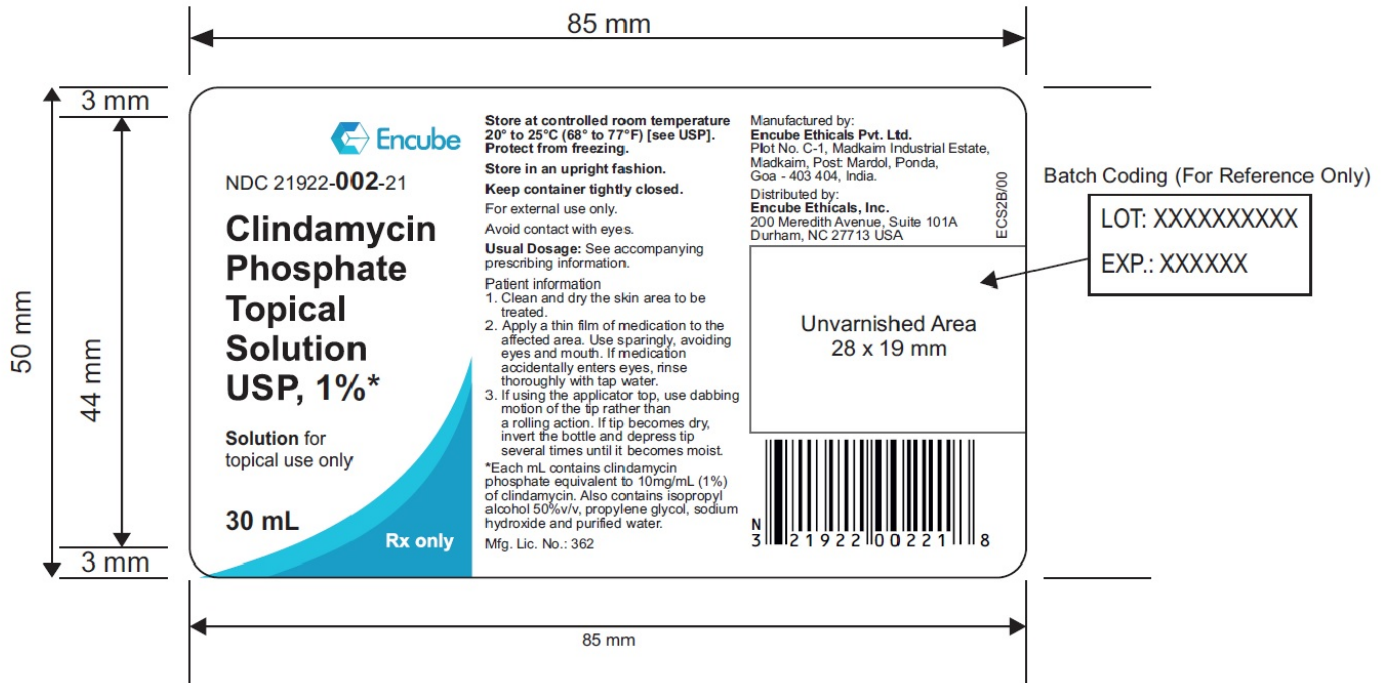 85 mm
3 mm
50 mm
44 mm
3 mm
Encube
NDC 21922-002-21
Clindamycin
Phosphate
Topical
Solution
USP, 1%*
Solution for
topical use only
30 mL
Rx only
Store at controlled room temperature
20° to 25°C (68° to 77°F) [see USP].
Protect from freezing.
Store in an upright fashion.
Keep container tightly closed.
For external use only.
Avoid contact with eyes.
Usual Dosage: See accompanying
prescribing information.
Patient information
1. Clean and dry the skin area to be
treated.
2. Apply a thin film of medication to the
affected area. Use sparingly, avoiding
eyes and mouth. If medication
accidentally enters eyes, rinse
thoroughly with tap water.
3. If using the applicator top, use dabbing
motion of the tip rather than
a rolling action. If tip becomes dry,
invert the bottle and depress tip
several times until it becomes moist.
*Each mL contains clindamycin
phosphate equivalent to 10mg/mL (1%)
of clindamycin. Also contains isopropyl
alcohol 50%v/v, propylene glycol, sodium
hydroxide and purified water.
Mfg. Lic. No.: 362
Manufactured by:
Encube Ethicals Pvt. Ltd.
Plot No. C-1, Madkaim Industrial Estate,
Madkaim, Post: Mardol, Ponda,
Goa - 403 404, India.
Distributed by:
Encube Ethicals, Inc.
200 Meredith Avenue, Suite 101A
Durham, NC 27713 USA
ECS2B/00
Unvarnished Area
28 x 19 mm
N
3 21922 00221 8
Batch Coding (For Reference Only)
LOT: XXXXXXXXXX
EXP.: XXXXXX
85 mm